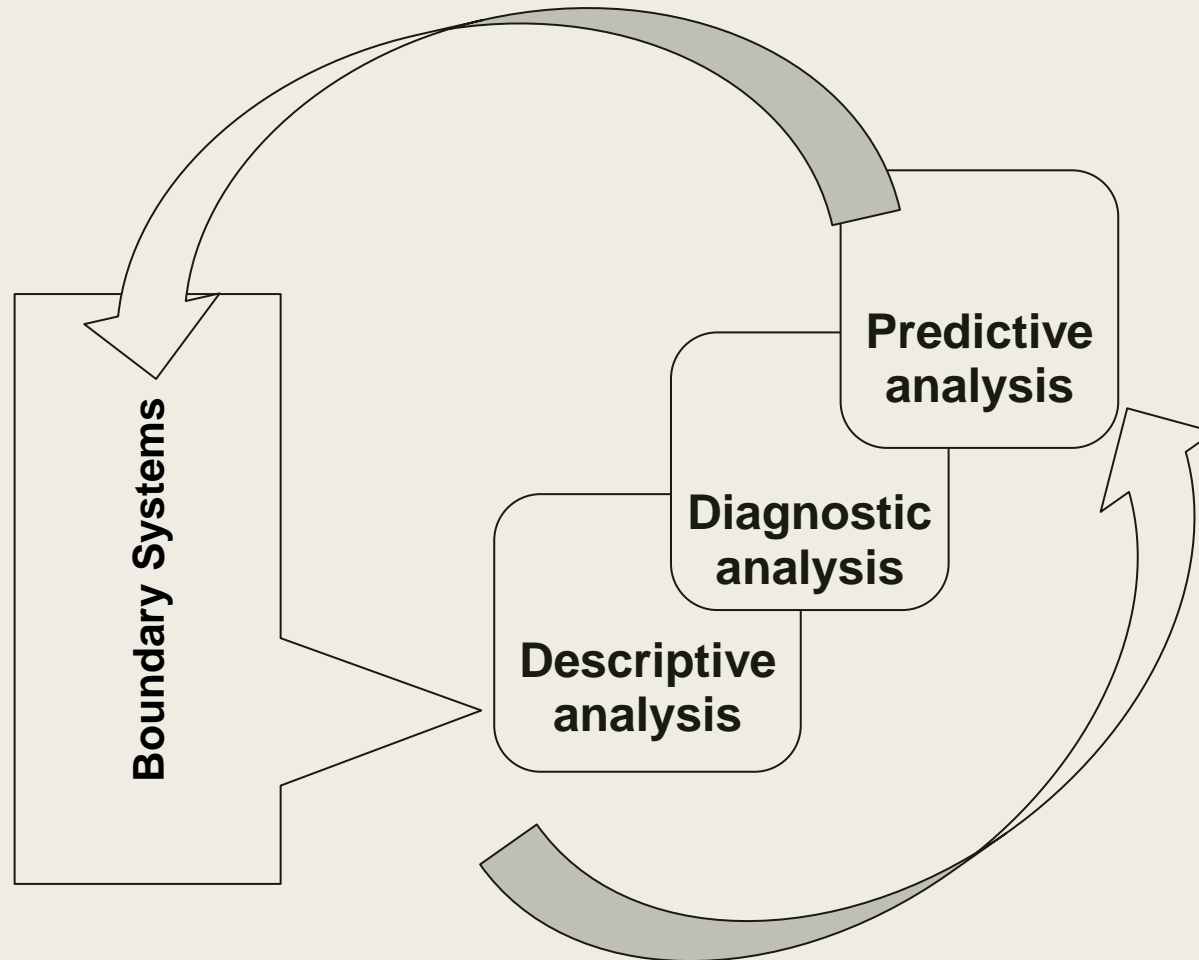 Boundary Systems
Predictive
analysis
Diagnostic
analysis
Descriptive
analysis